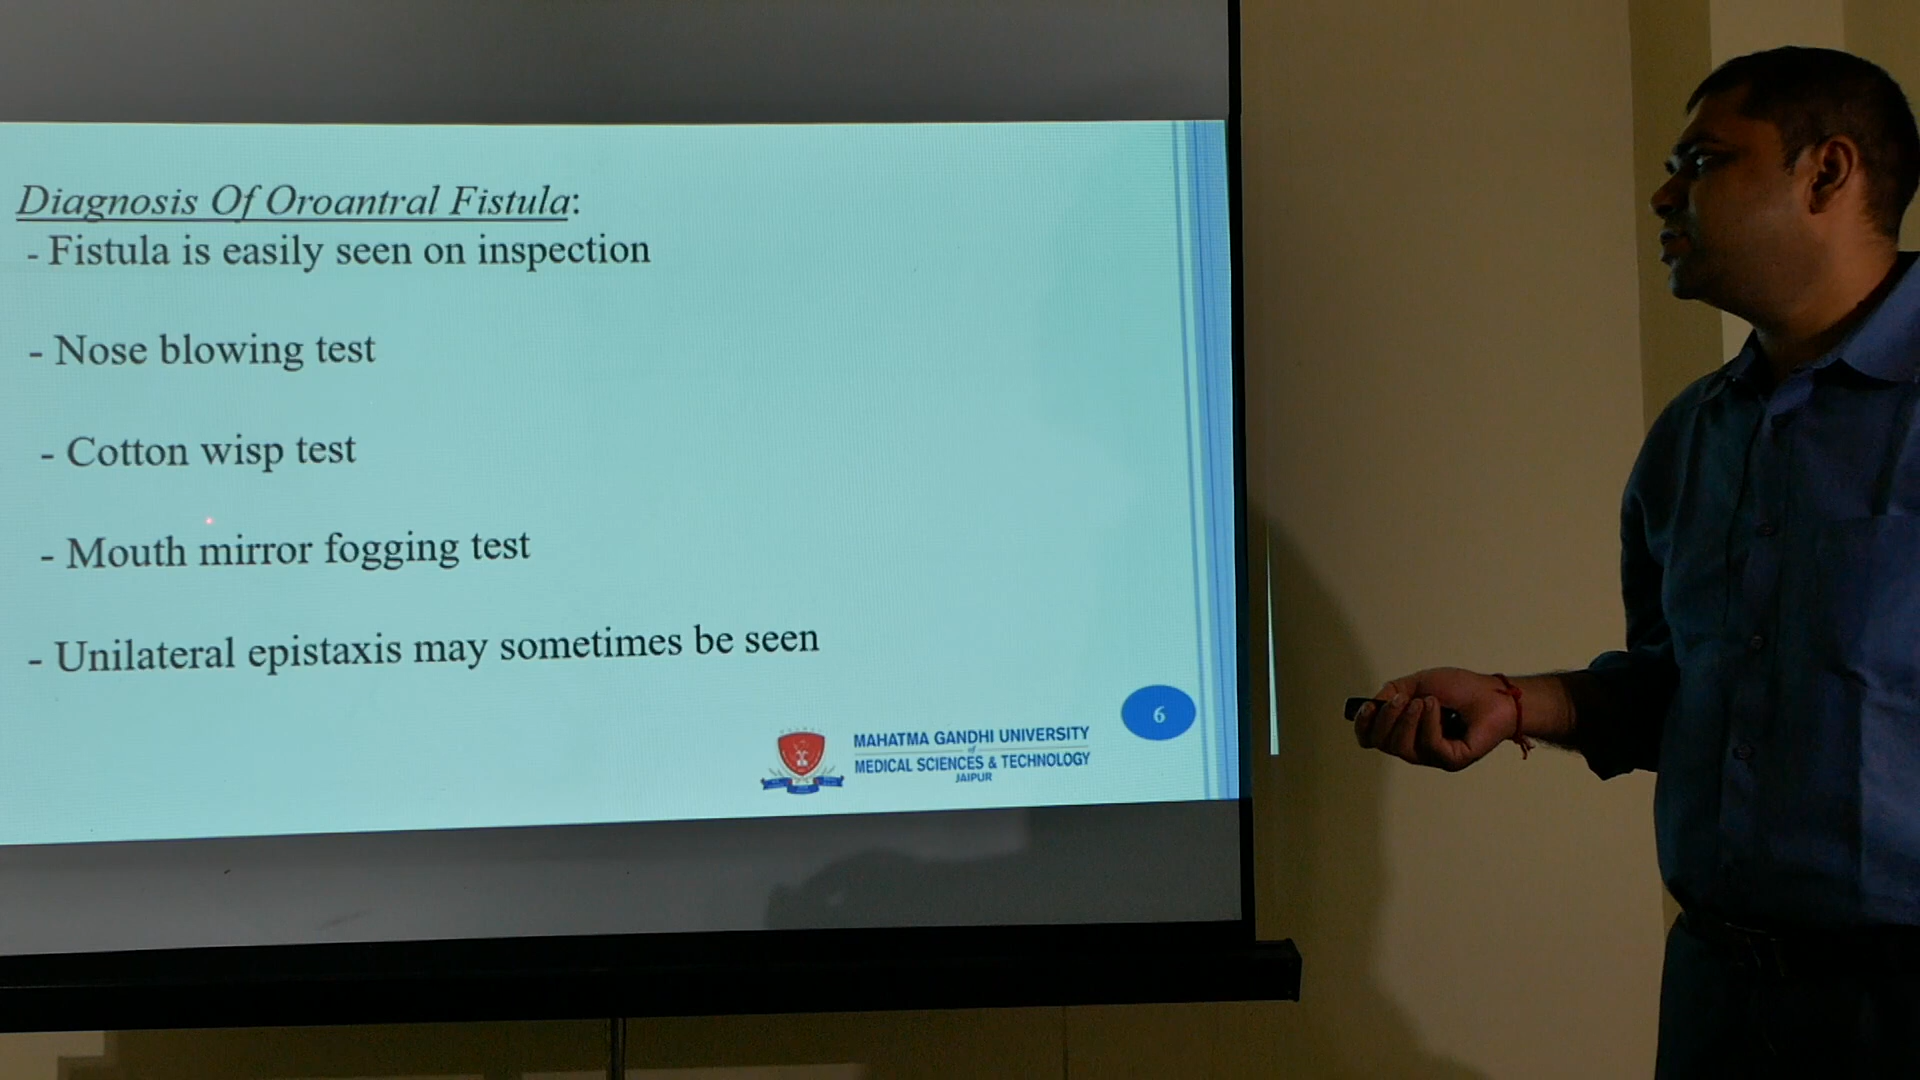 Diagnosis Of Oroantral Fistula:
- Fistula is easily seen on inspection
- Nose blowing test
- Cotton wisp test
- Mouth mirror fogging test
- Unilateral epistaxis may sometimes be seen
6
MAHATMA GANDHI UNIVERSITY
of
MEDICAL SCIENCES & TECHNOLOGY
JAIPUR